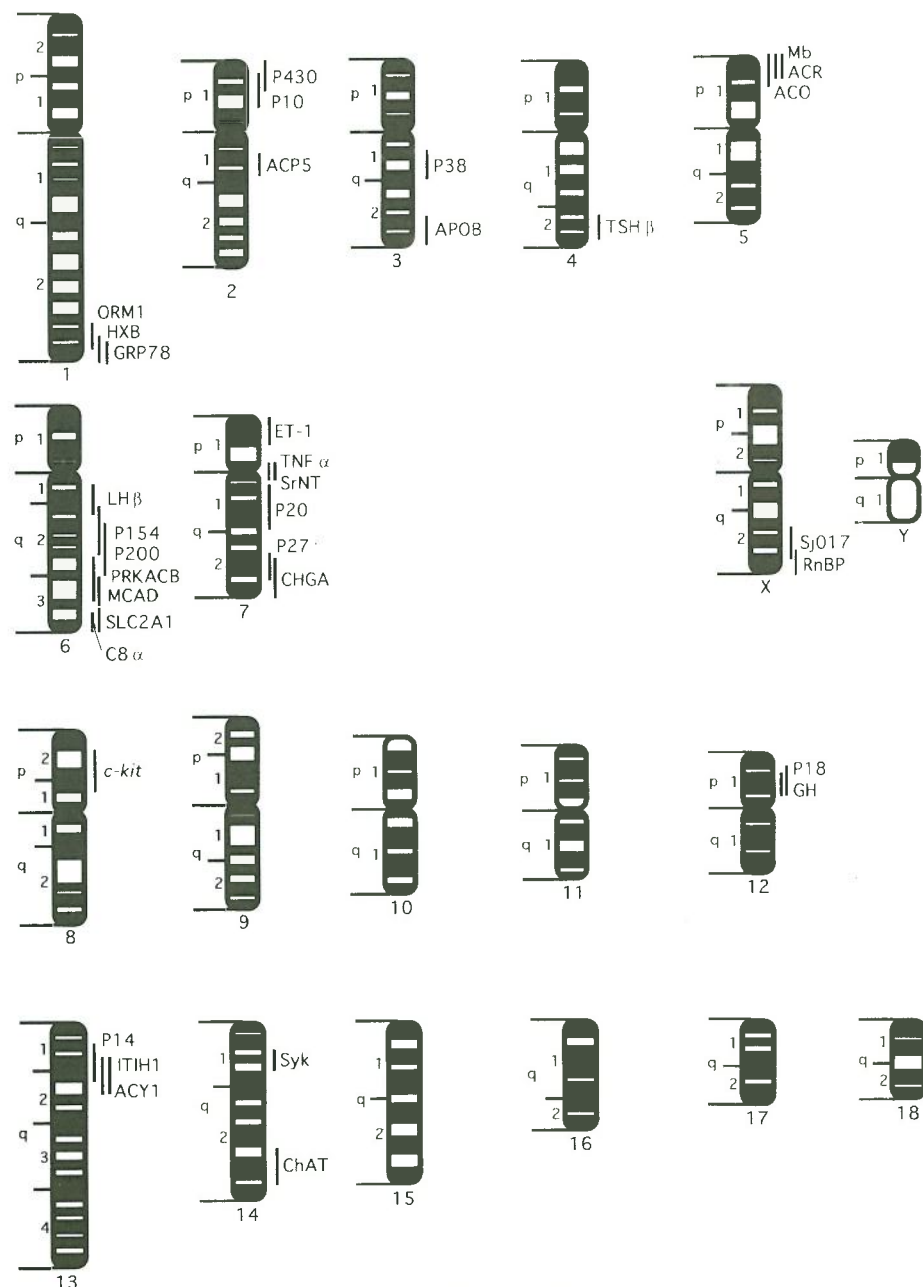 2
p
1
1
q
2
ORM1
HXB
GRP78
1
p 1
P430
P10
1
q
ACP5
2
2
p 1
1
P38
q
2
APOB
3
p 1
1
q
2
TSH β
4
p 1
Mb
ACR
ACO
1
q
2
5
p 1
1
LH β
q 2
P154
P200
PRKACB
MCAD
3
SLC2A1
6
C8 α
p 1
ET-1
TNF α
SrNT
1
P20
q
P27
2
CHGA
7
1
p
2
1
q
2
Sj017
RnBP
X
p 1
q 1
Y
2
p
c-kit
1
1
q
2
8
2
p
1
1
q
2
9
p 1
q 1
10
p 1
q 1
11
p 1
P18
GH
q 1
12
P14
1
ITIH1
ACY1
2
q
3
4
13
1
Syk
q
2
ChAT
14
1
q
2
15
1
q
2
16
1
q
2
17
1
q
2
18